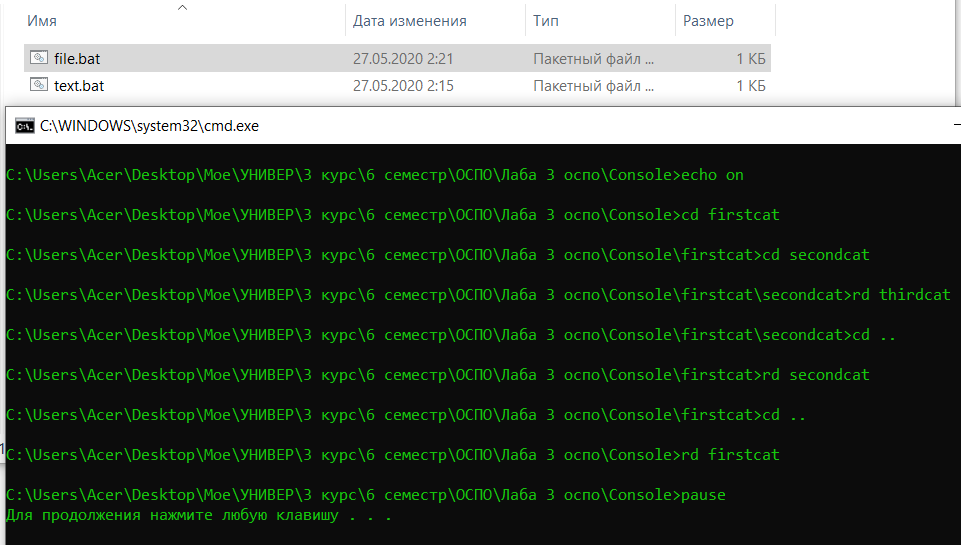 Имя Дата изменения Тип Размер
file.bat 27.05.2020 2:21 Пакетный файл ... 1 КБ
text.bat 27.05.2020 2:15 Пакетный файл ... 1 КБ
C:\WINDOWS\system32\cmd.exe
C:\Users\Acer\Desktop\Мое\УНИВЕР\3 курс\6 семестр\ОСПО\Лаба 3 оспо\Console>echo on
C:\Users\Acer\Desktop\Мое\УНИВЕР\3 курс\6 семестр\ОСПО\Лаба 3 оспо\Console>cd firstcat
C:\Users\Acer\Desktop\Мое\УНИВЕР\3 курс\6 семестр\ОСПО\Лаба 3 оспо\Console\firstcat>cd secondcat
C:\Users\Acer\Desktop\Мое\УНИВЕР\3 курс\6 семестр\ОСПО\Лаба 3 оспо\Console\firstcat\secondcat>rd thirdcat
C:\Users\Acer\Desktop\Мое\УНИВЕР\3 курс\6 семестр\ОСПО\Лаба 3 оспо\Console\firstcat\secondcat>cd ..
C:\Users\Acer\Desktop\Мое\УНИВЕР\3 курс\6 семестр\ОСПО\Лаба 3 оспо\Console\firstcat>rd secondcat
C:\Users\Acer\Desktop\Мое\УНИВЕР\3 курс\6 семестр\ОСПО\Лаба 3 оспо\Console\firstcat>cd ..
C:\Users\Acer\Desktop\Мое\УНИВЕР\3 курс\6 семестр\ОСПО\Лаба 3 оспо\Console>rd firstcat
C:\Users\Acer\Desktop\Мое\УНИВЕР\3 курс\6 семестр\ОСПО\Лаба 3 оспо\Console>pause
Для продолжения нажмите любую клавишу . . .